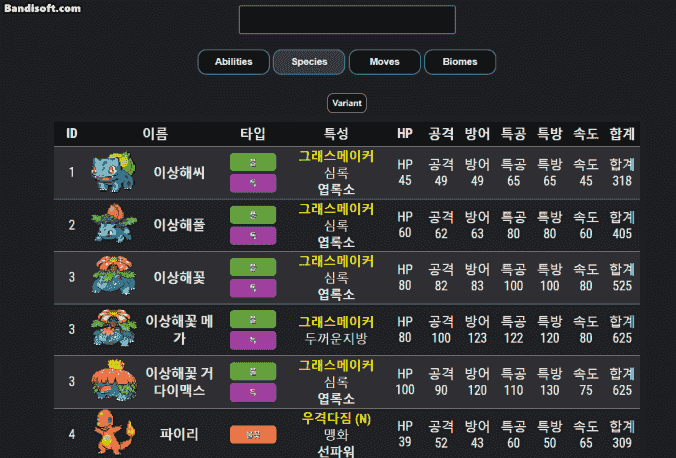 Bandisoft.com
Abilities Species Moves Biomes
Variant
ID 이름 타입 특성 HP 공격 방어 특공 특방 속도 합계
1 이상해씨 풀 독 그래스메이커 심록 엽록소 HP 45 공격 49 방어 49 특공 65 특방 65 속도 45 합계 318
2 이상해풀 풀 독 그래스메이커 심록 엽록소 HP 60 공격 62 방어 63 특공 80 특방 80 속도 60 합계 405
3 이상해꽃 풀 독 그래스메이커 심록 엽록소 HP 80 공격 82 방어 83 특공 100 특방 100 속도 80 합계 525
3 이상해꽃 메가 풀 독 그래스메이커 두꺼운지방 HP 80 공격 100 방어 123 특공 122 특방 120 속도 80 합계 625
3 이상해꽃 거다이맥스 풀 독 그래스메이커 심록 엽록소 HP 100 공격 90 방어 120 특공 110 특방 130 속도 75 합계 625
4 파이리 불꽃 우격다짐 (N) 맹화 선파워 HP 39 공격 52 방어 43 특공 60 특방 50 속도 65 합계 309